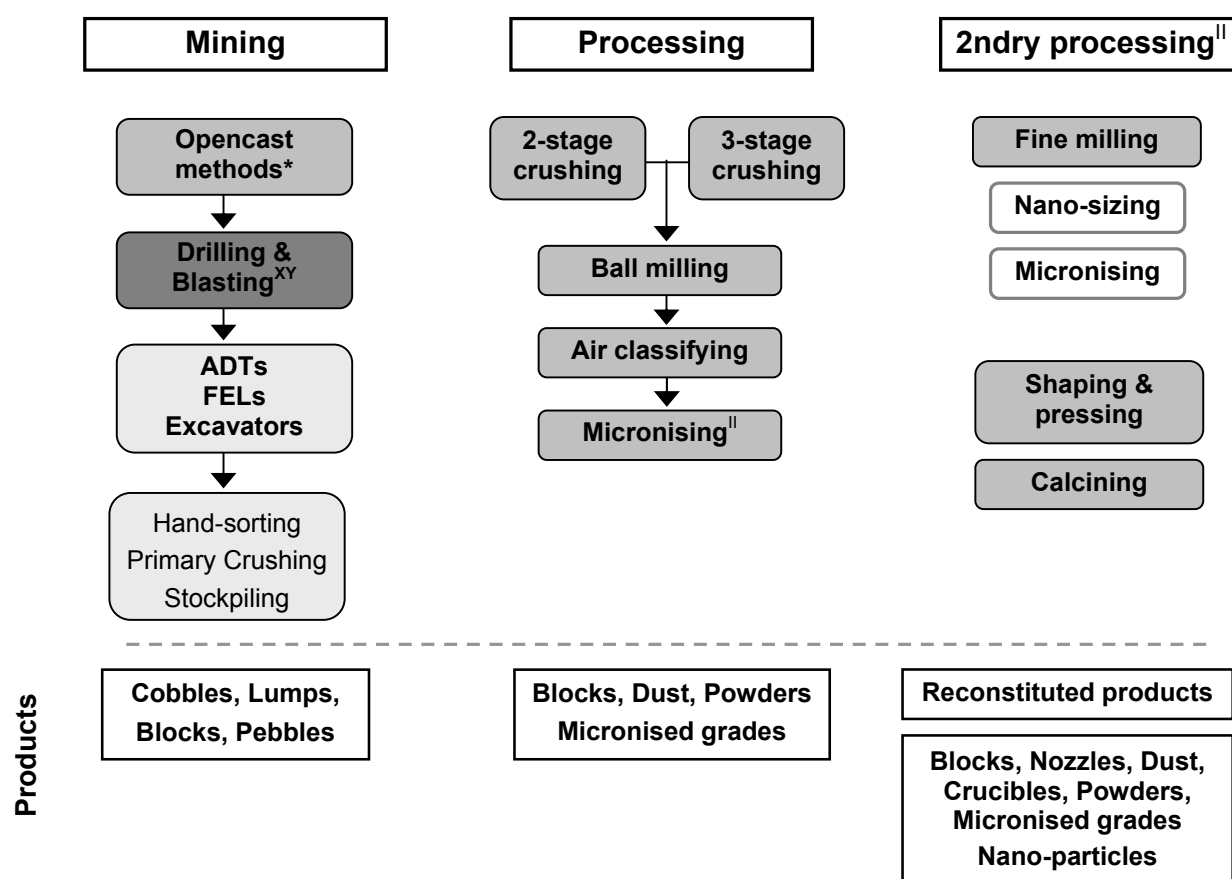 Mining
Opencast
methods*
Drilling &
Blasting^XY
ADTs
FELs
Excavators
Hand-sorting
Primary Crushing
Stockpiling
Processing
2-stage
crushing
3-stage
crushing
Ball milling
Air classifying
Micronising^II
2ndry processing^II
Fine milling
Nano-sizing
Micronising
Shaping &
pressing
Calcining
Products
Cobbles, Lumps,
Blocks, Pebbles
Blocks, Dust, Powders
Micronised grades
Reconstituted products
Blocks, Nozzles, Dust,
Crucibles, Powders,
Micronised grades
Nano-particles